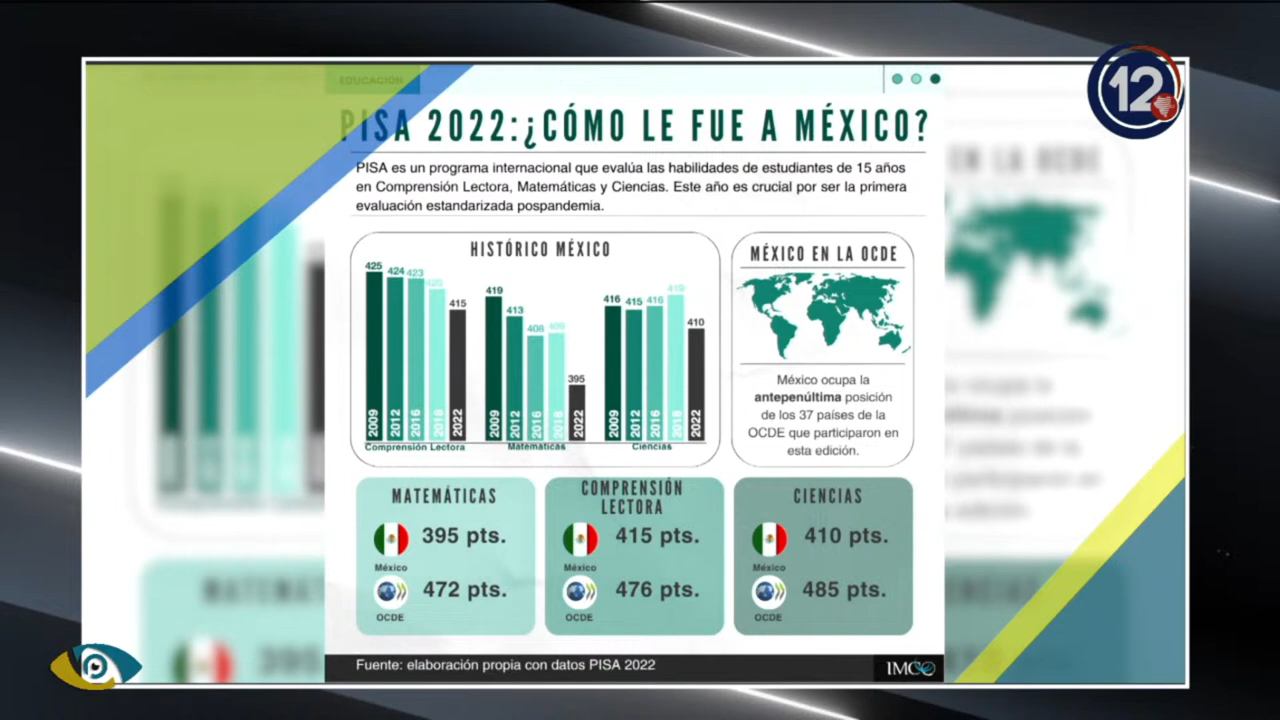 12
EDUCACIÓN
PISA 2022:¿CÓMO LE FUE A MÉXICO?
PISA es un programa internacional que evalúa las habilidades de estudiantes de 15 años
en Comprensión Lectora, Matemáticas y Ciencias. Este año es crucial por ser la primera
evaluación estandarizada pospandemia.
HISTÓRICO MÉXICO
425 424 423 420 415
2009 2012 2016 2018 2022
Comprensión Lectora
419 413 408 409 395
2009 2012 2016 2018 2022
Matemáticas
416 415 416 419 410
2009 2012 2016 2018 2022
Ciencias
MÉXICO EN LA OCDE
México ocupa la
antepenúltima posición
de los 37 países de la
OCDE que participaron en
esta edición.
MATEMÁTICAS
395 pts.
México
472 pts.
OCDE
COMPRENSIÓN
LECTORA
415 pts.
México
476 pts.
OCDE
CIENCIAS
410 pts.
México
485 pts.
OCDE
Fuente: elaboración propia con datos PISA 2022
IMCO